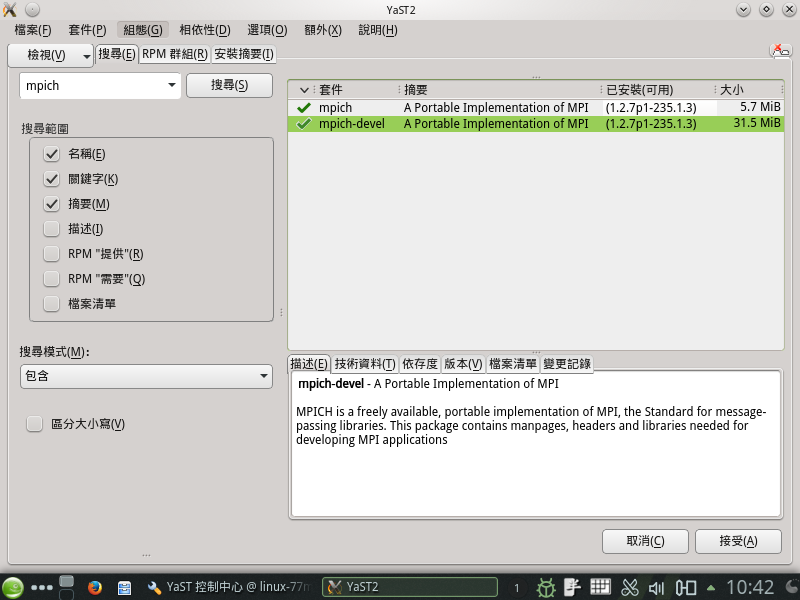 YaST2
檔案(F) 套件(P) 組態(G) 相依性(D) 選項(O) 額外(X) 說明(H)
檢視(V) 搜尋(E) RPM 群組(R) 安裝摘要(I)
mpich 搜尋(S)
搜尋範圍
名稱(E)
關鍵字(K)
摘要(M)
描述(I)
RPM "提供"(R)
RPM "需要"(Q)
檔案清單
搜尋模式(M):
包含
區分大小寫(V)
套件 摘要 已安裝(可用) 大小
mpich A Portable Implementation of MPI (1.2.7p1-235.1.3) 5.7 MiB
mpich-devel A Portable Implementation of MPI (1.2.7p1-235.1.3) 31.5 MiB
描述(E) 技術資料(T) 依存度 版本(V) 檔案清單 變更記錄
mpich-devel - A Portable Implementation of MPI
MPICH is a freely available, portable implementation of MPI, the Standard for message-
passing libraries. This package contains manpages, headers and libraries needed for
developing MPI applications
取消(C) 接受(A)
YaST 控制中心 @ linux-77m YaST2 1 10:42